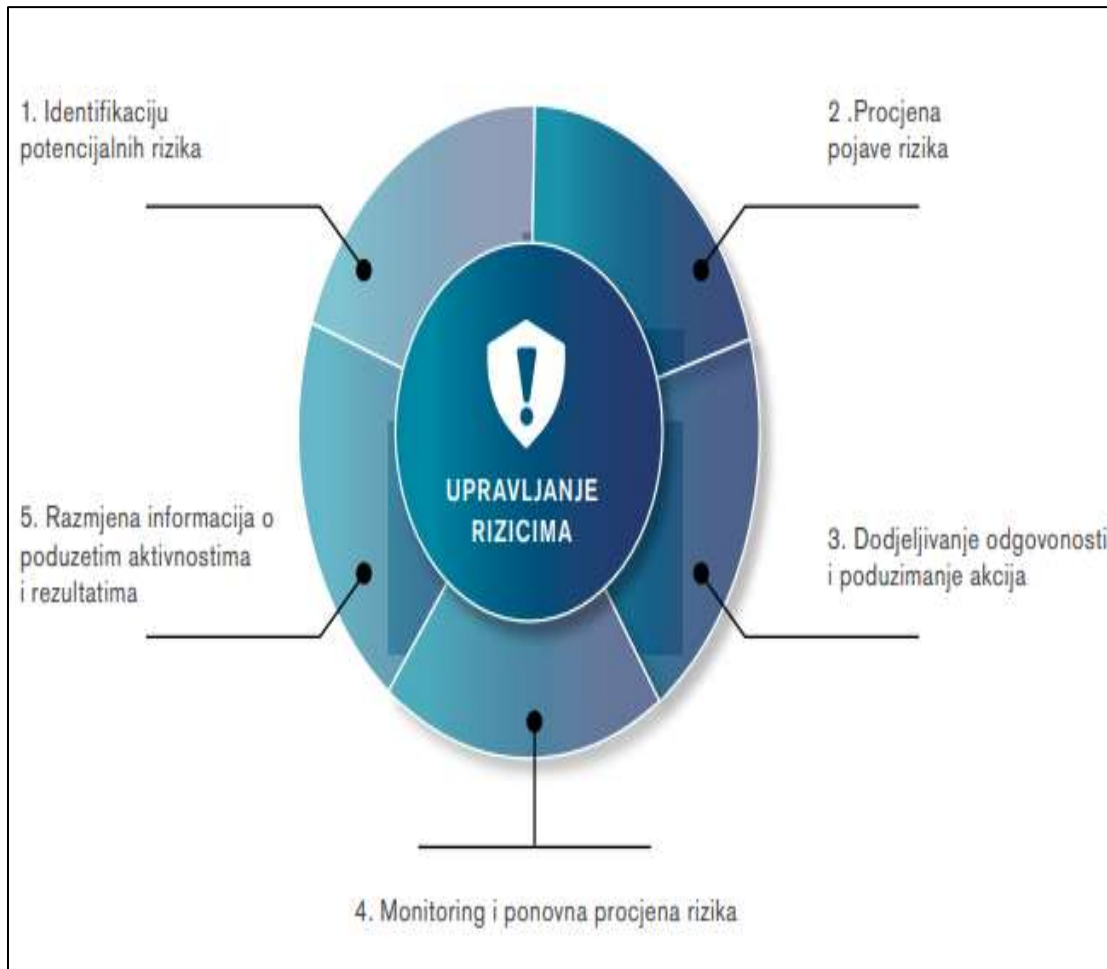 1. Identifikaciju
potencijalnih rizika
2 .Procjena
pojave rizika
UPRAVLJANJE
RIZICIMA
5. Razmjena informacija o
poduzetim aktivnostima
i rezultatima
3. Dodjeljivanje odgovonosti
i poduzimanje akcija
4. Monitoring i ponovna procjena rizika